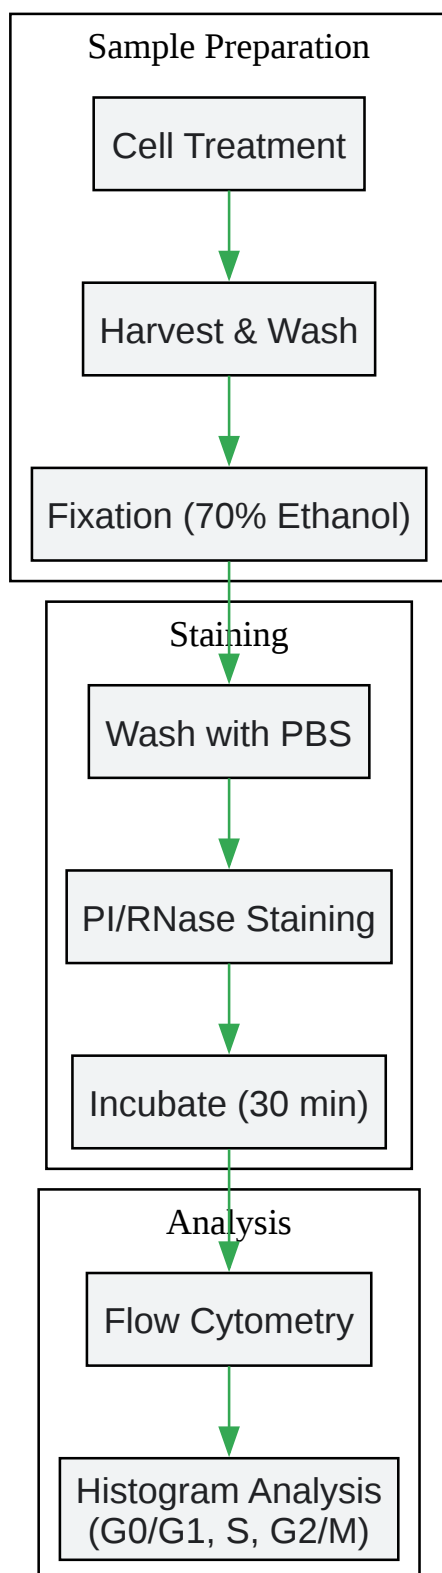 Sample Preparation
Cell Treatment
Harvest & Wash
Fixation (70% Ethanol)
Staining
Wash with PBS
PI/RNase Staining
Incubate (30 min)
Analysis
Flow Cytometry
Histogram Analysis
(G0/G1, S, G2/M)